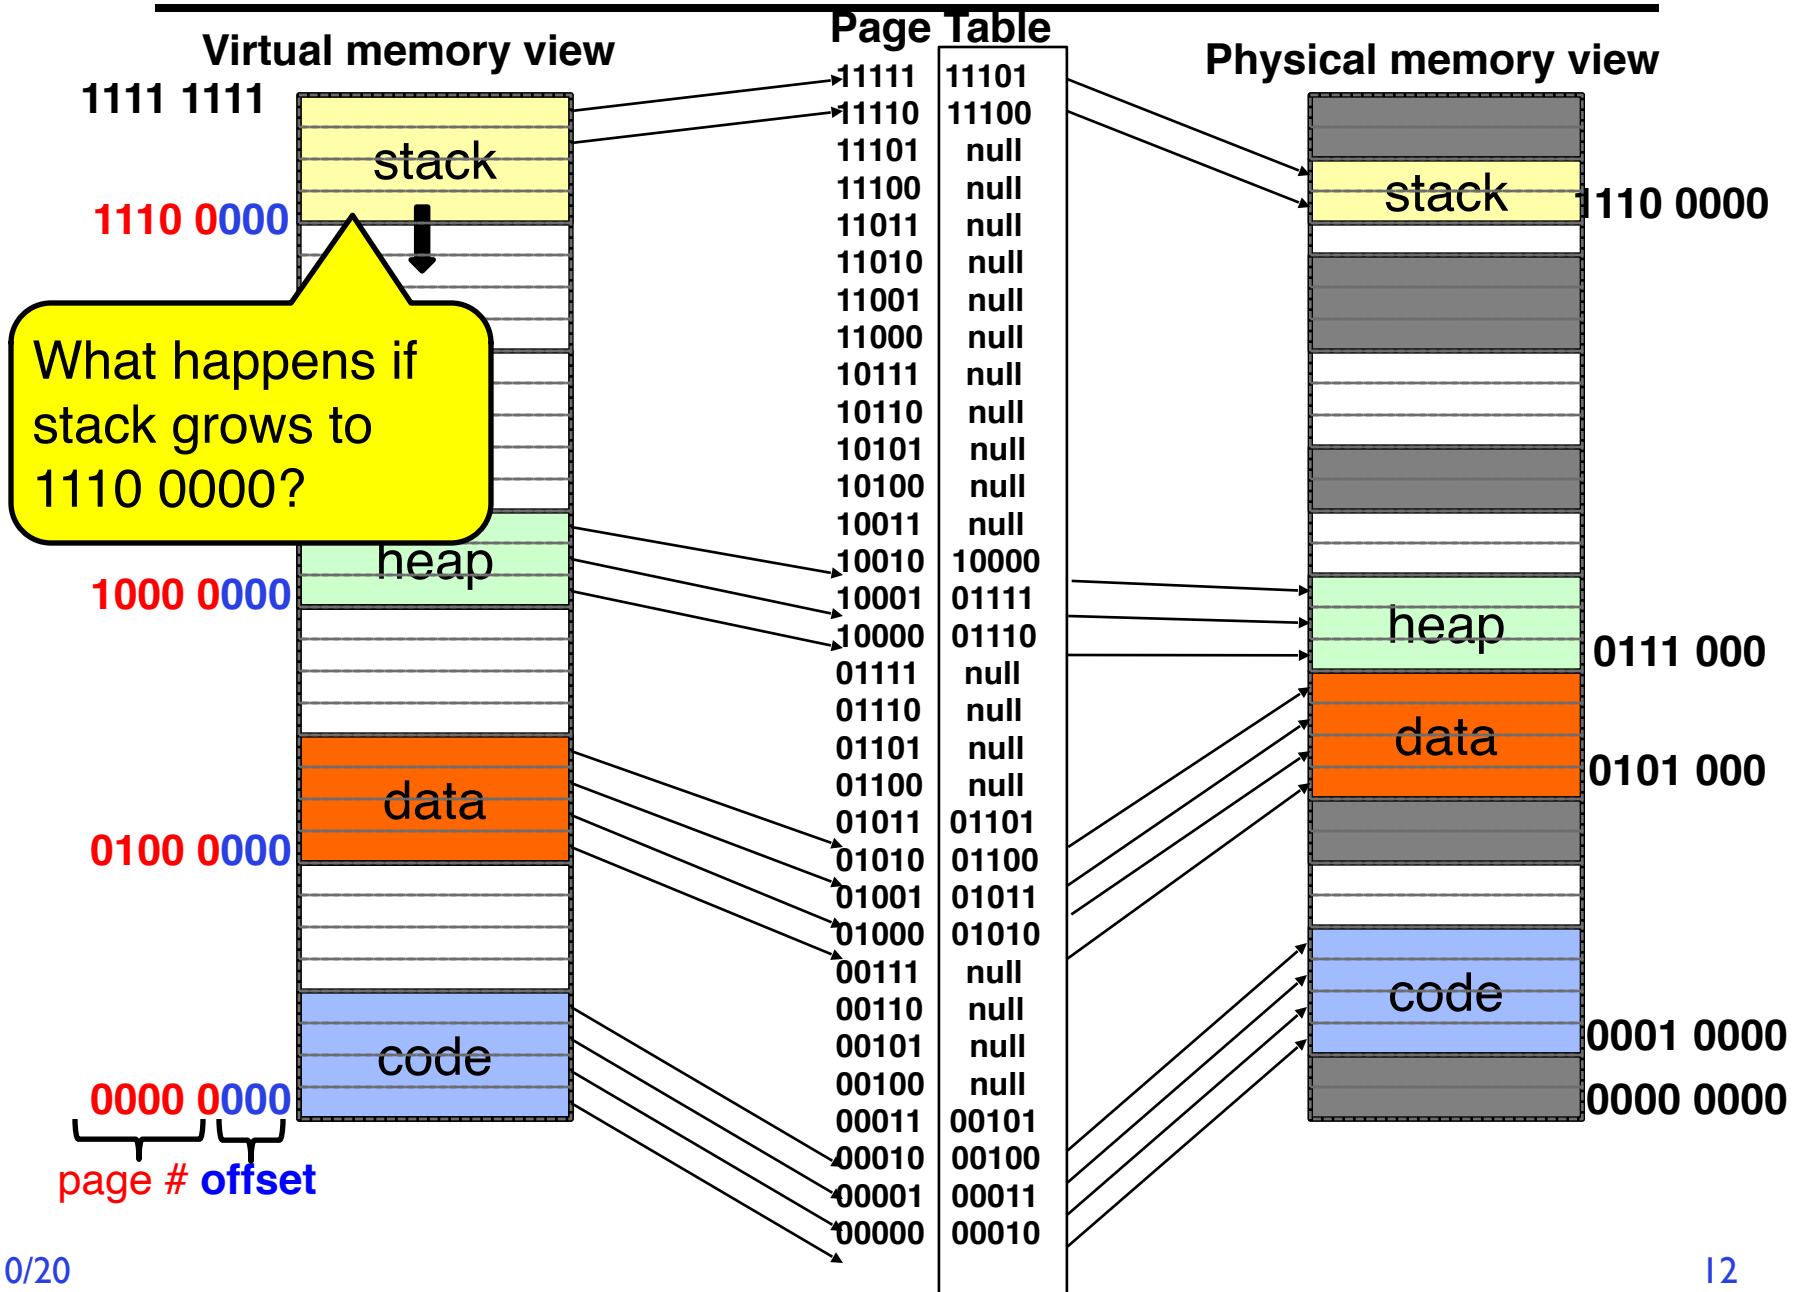 Page Table
Virtual memory view
Physical memory view
1111 1111
stack
1110 0000
What happens if
stack grows to
1110 0000?
heap
1000 0000
data
0100 0000
code
0000 0000
page # offset
11111 11101
11110 11100
11101 null
11100 null
11011 null
11010 null
11001 null
11000 null
10111 null
10110 null
10101 null
10100 null
10011 null
10010 10000
10001 01111
10000 01110
01111 null
01110 null
01101 null
01100 null
01011 01101
01010 01100
01001 01011
01000 01010
00111 null
00110 null
00101 null
00100 null
00011 00101
00010 00100
00001 00011
00000 00010
stack
1110 0000
heap
0111 000
data
0101 000
code
0001 0000
0000 0000
0/20
12